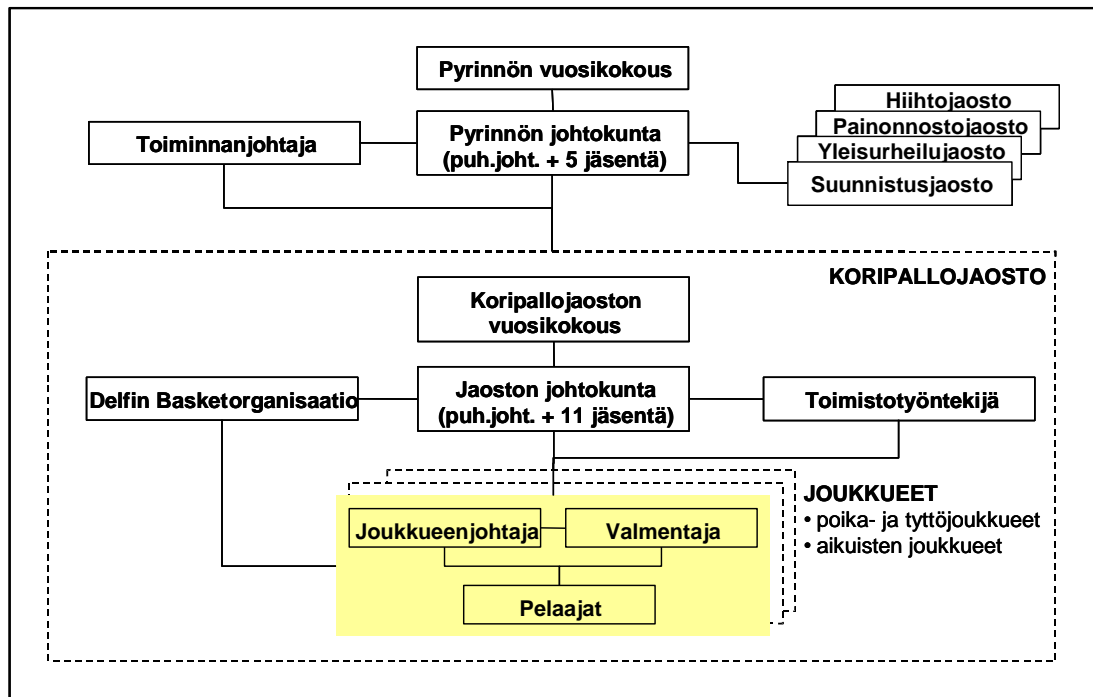 Pyrinnön vuosikokous
Hiihtojaosto
Painonnostojaosto
Yleisurheilujaosto
Suunnistusjaosto
Toiminnanjohtaja
Pyrinnön johtokunta
(puh.joht. + 5 jäsentä)
KORIPALLOJAOSTO
Koripallojaoston
vuosikokous
Delfin Basketorganisaatio
Jaoston johtokunta
(puh.joht. + 11 jäsentä)
Toimistotyöntekijä
JOUKKUEET
• poika- ja tyttöjoukkueet
• aikuisten joukkueet
Joukkueenjohtaja
Valmentaja
Pelaajat